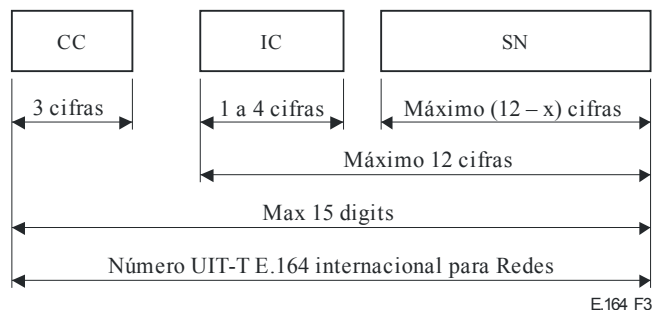 CC IC SN
3 cifras 1 a 4 cifras Máximo (12 – x) cifras
Máximo 12 cifras
Max 15 digits
Número UIT-T E.164 internacional para Redes
E.164 F3